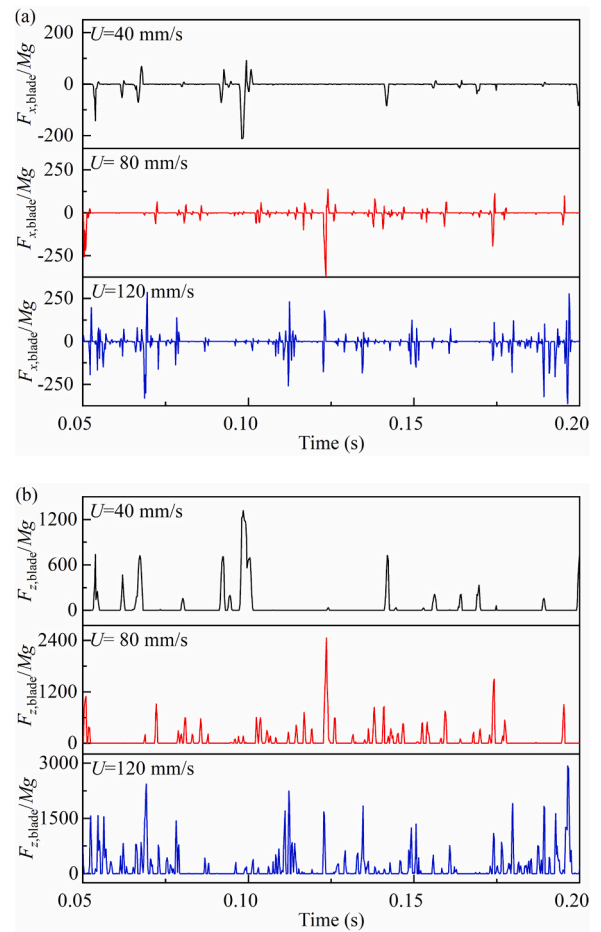 (a)
U=40 mm/s
200
0
-200
F_x,blade/Mg
U= 80 mm/s
250
0
-250
F_x,blade/Mg
U=120 mm/s
250
0
-250
F_x,blade/Mg
0.05 0.10 0.15 0.20
Time (s)
(b)
U=40 mm/s
1200
600
0
F_z,blade/Mg
U= 80 mm/s
2400
1200
0
F_z,blade/Mg
U=120 mm/s
3000
1500
0
F_z,blade/Mg
0.05 0.10 0.15 0.20
Time (s)